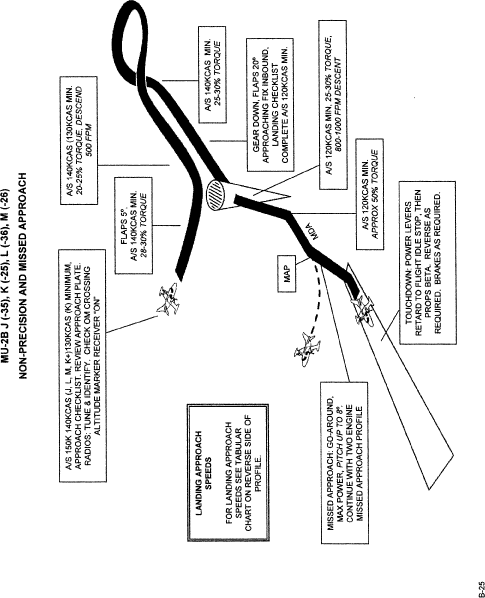 MU-2B J (-35), K (-25), L (-36), M (-26)
NON-PRECISION AND MISSED APPROACH
A/S 150K 140KCAS (J, L, M, K+)130KCAS (K) MINIMUM,
APPROACH CHECKLIST. REVIEW APPROACH PLATE.
RADIOS: TUNE & IDENTIFY. CHECK OM CROSSING
ALTITUDE MARKER RECEIVER "ON"
FLAPS 5º
A/S 140KCAS MIN.
28-30% TORQUE
A/S 140KCAS (130KCAS MIN.
20-25% TORQUE, DESCEND
500 FPM
A/S 140KCAS MIN.
25-30% TORQUE
GEAR DOWN, FLAPS 20º
APPROACHING FIX INBOUND,
LANDING CHECKLIST
COMPLETE A/S 120KCAS MIN.
A/S 120KCAS MIN, 25-30% TORQUE,
800-1000 FPM DESCENT
MDA
MAP
A/S 120KCAS MIN.
APPROX 50% TORQUE
TOUCHDOWN: POWER LEVERS
RETARD TO FLIGHT IDLE STOP, THEN
PROPS BETA. REVERSE AS
REQUIRED. BRAKES AS REQUIRED.
LANDING APPROACH
SPEEDS
FOR LANDING APPROACH
SPEEDS SEE TABULAR
CHART ON REVERSE SIDE OF
PROFILE.
MISSED APPROACH: GO-AROUND,
MAX POWER, PITCH UP TO 8º.
CONTINUE WITH TWO ENGINE
MISSED APPROACH PROFILE
B-25